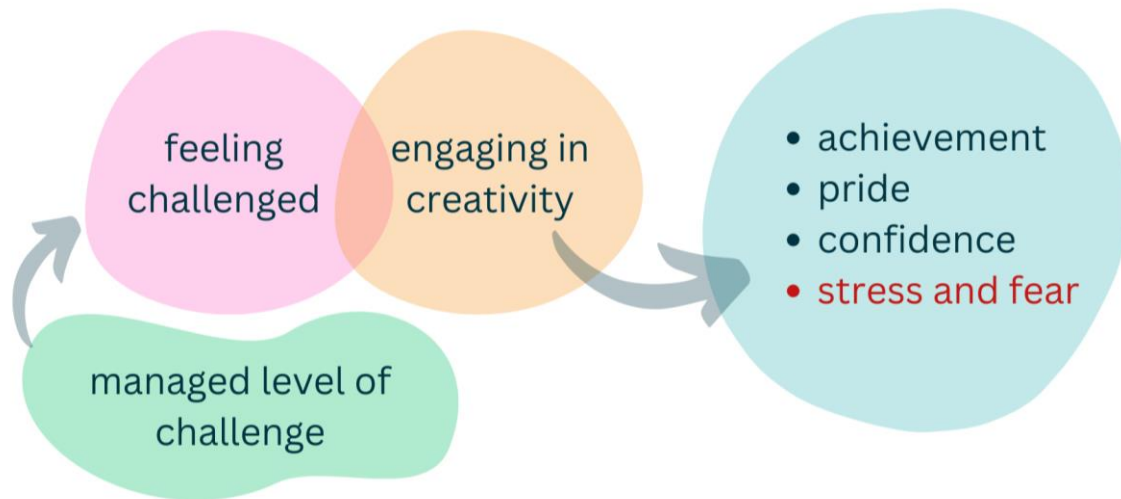 feeling
challenged
engaging in
creativity
managed level of
challenge
• achievement
• pride
• confidence
• stress and fear